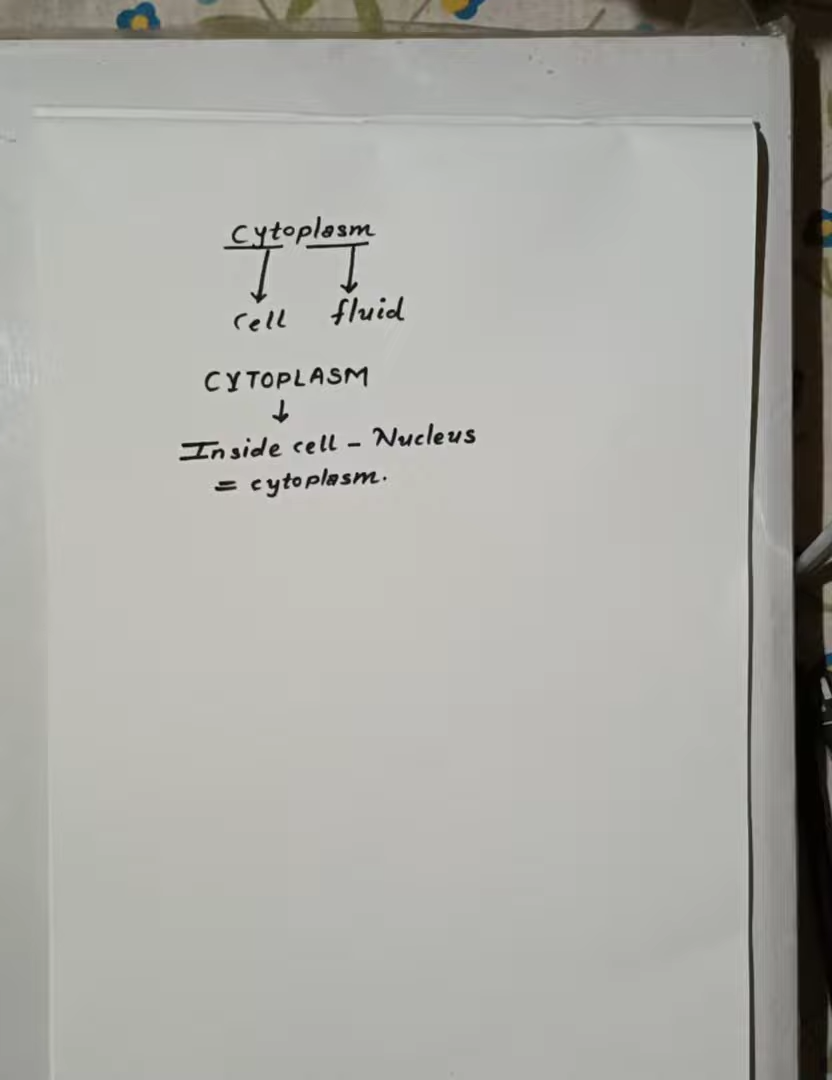 Cytoplasm
cell fluid
CYTOPLASM
Inside cell - Nucleus
= cytoplasm.